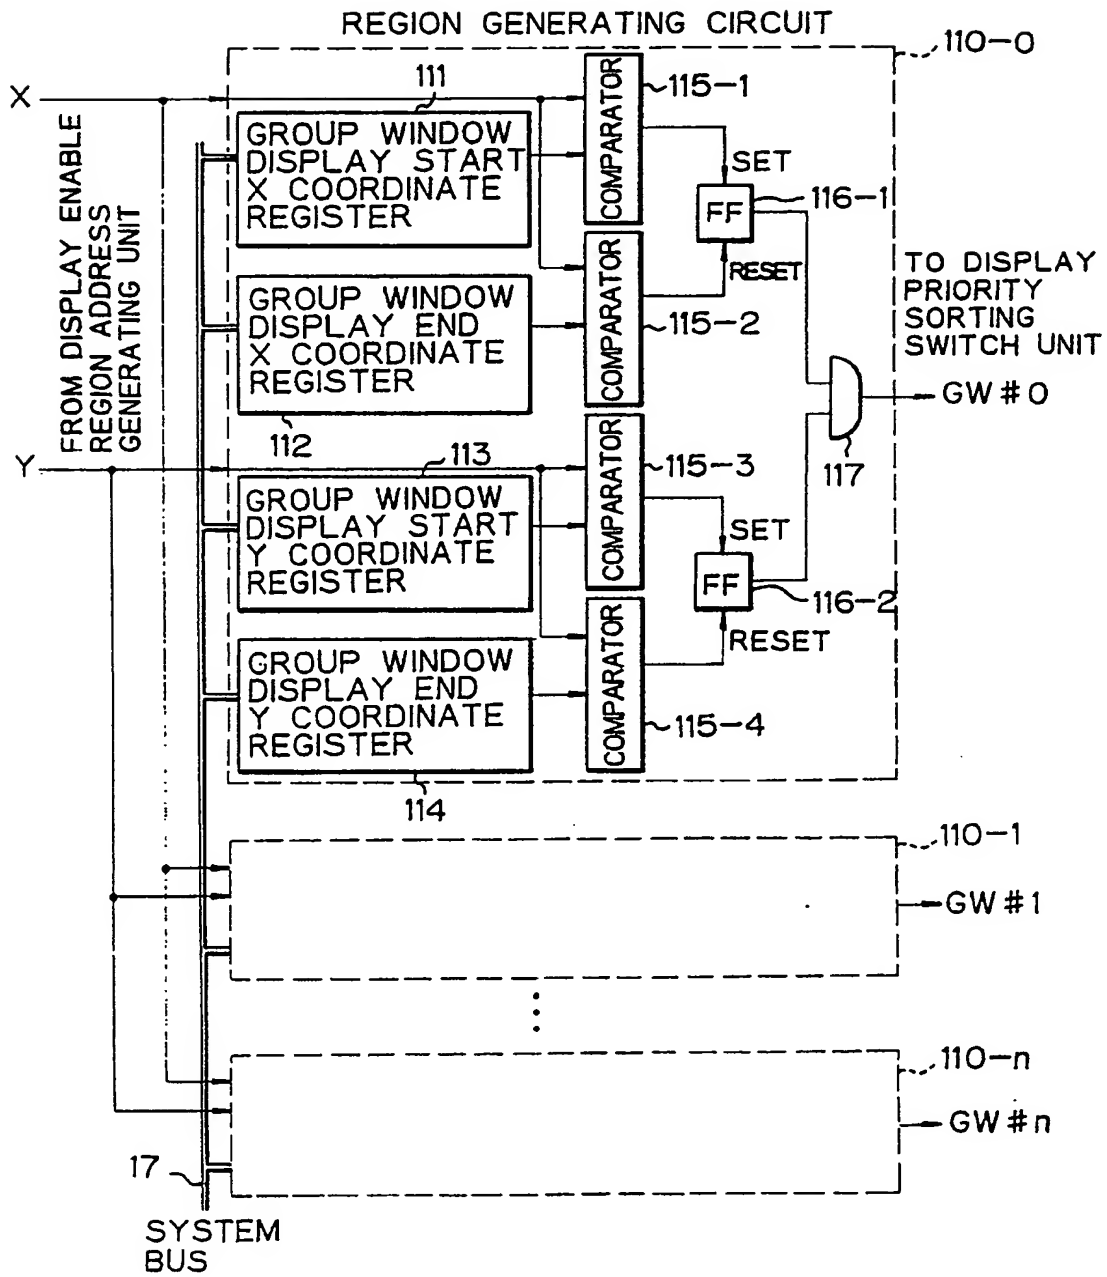 REGION GENERATING CIRCUIT
110-0
X
111
115-1
GROUP WINDOW
DISPLAY START
X COORDINATE
REGISTER
COMPARATOR
SET
FF
116-1
RESET
FROM DISPLAY ENABLE
REGION ADDRESS
GENERATING UNIT
GROUP WINDOW
DISPLAY END
X COORDINATE
REGISTER
112
COMPARATOR
115-2
TO DISPLAY
PRIORITY
SORTING
SWITCH UNIT
GW #0
117
Y
113
115-3
GROUP WINDOW
DISPLAY START
Y COORDINATE
REGISTER
COMPARATOR
SET
FF
116-2
RESET
GROUP WINDOW
DISPLAY END
Y COORDINATE
REGISTER
114
COMPARATOR
115-4
110-1
GW #1
110-n
GW #n
17
SYSTEM
BUS